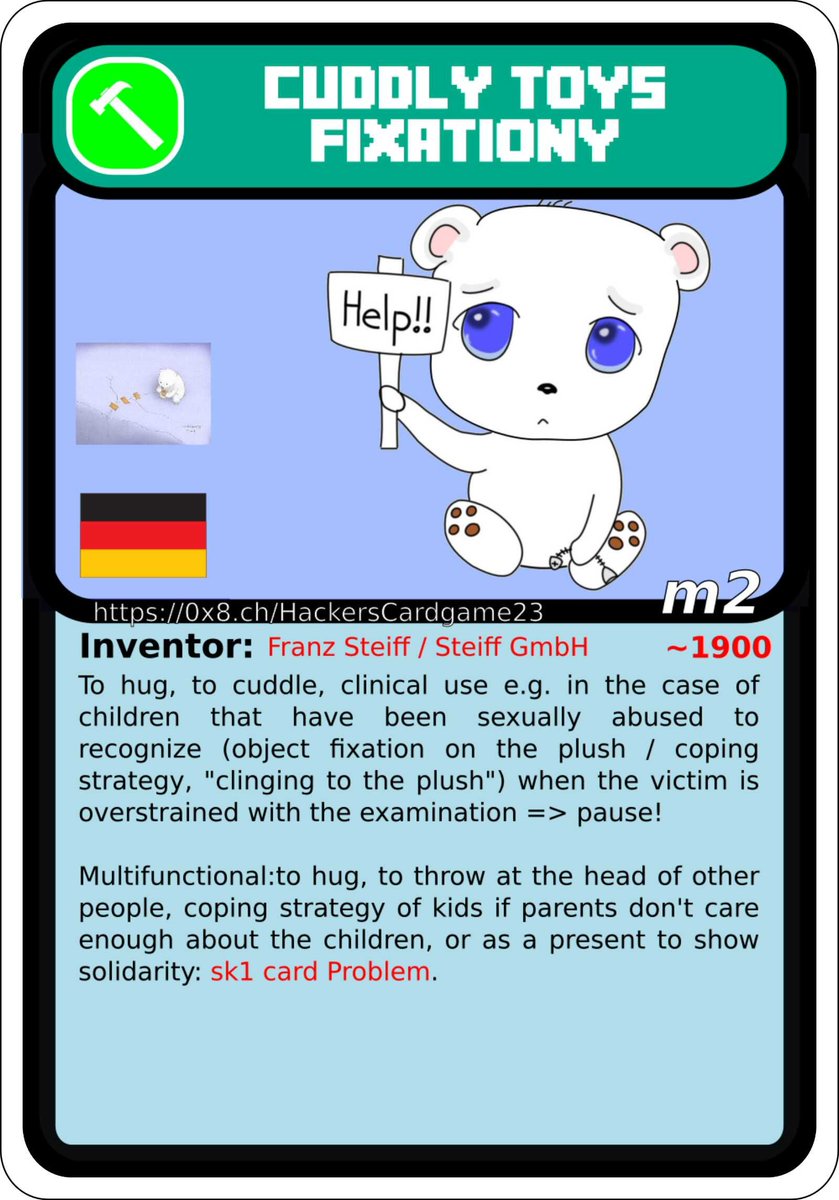 CUDDLY TOYS
FIXATIONY
Help!!
m2
https://0x8.ch/HackersCardgame23
Inventor: Franz Steiff / Steiff GmbH ~1900
To hug, to cuddle, clinical use e.g. in the case of
children that have been sexually abused to
recognize (object fixation on the plush / coping
strategy, "clinging to the plush") when the victim is
overstrained with the examination => pause!
Multifunctional:to hug, to throw at the head of other
people, coping strategy of kids if parents don't care
enough about the children, or as a present to show
solidarity: sk1 card Problem.